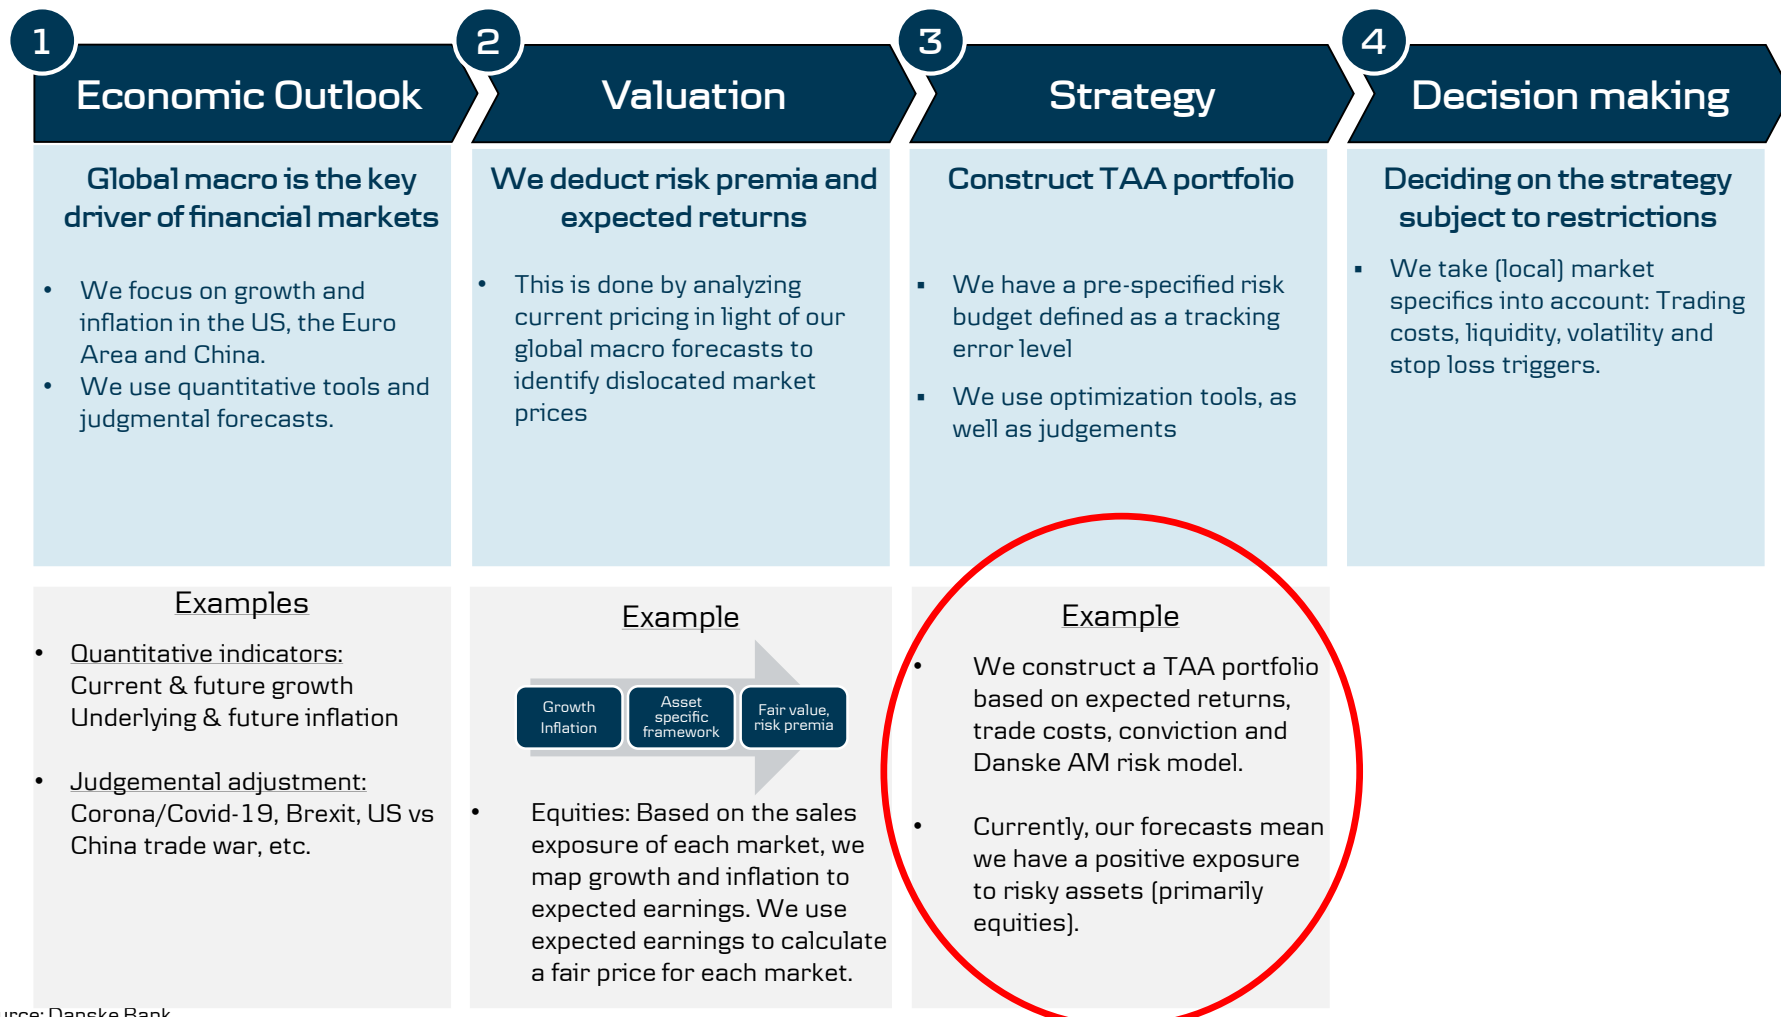 1
Economic Outlook
Global macro is the key
driver of financial markets
• We focus on growth and
inflation in the US, the Euro
Area and China.
• We use quantitative tools and
judgmental forecasts.
Examples
• Quantitative indicators:
Current & future growth
Underlying & future inflation
• Judgemental adjustment:
Corona/Covid-19, Brexit, US vs
China trade war, etc.
2
Valuation
We deduct risk premia and
expected returns
• This is done by analyzing
current pricing in light of our
global macro forecasts to
identify dislocated market
prices
Example
Growth
Inflation
Asset
specific
framework
Fair value,
risk premia
• Equities: Based on the sales
exposure of each market, we
map growth and inflation to
expected earnings. We use
expected earnings to calculate
a fair price for each market.
3
Strategy
Construct TAA portfolio
▪ We have a pre-specified risk
budget defined as a tracking
error level
▪ We use optimization tools, as
well as judgements
Example
• We construct a TAA portfolio
based on expected returns,
trade costs, conviction and
Danske AM risk model.
• Currently, our forecasts mean
we have a positive exposure
to risky assets (primarily
equities).
4
Decision making
Deciding on the strategy
subject to restrictions
▪ We take (local) market
specifics into account: Trading
costs, liquidity, volatility and
stop loss triggers.
urce: Danske Bank